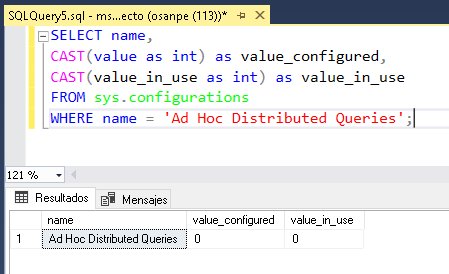 SQLQuery5.sql - ms...ecto (osanpe (113))*
SELECT name,
CAST(value as int) as value_configured,
CAST(value_in_use as int) as value_in_use
FROM sys.configurations
WHERE name = 'Ad Hoc Distributed Queries';
121 %
Resultados Mensajes
name value_configured value_in_use
1 Ad Hoc Distributed Queries 0 0